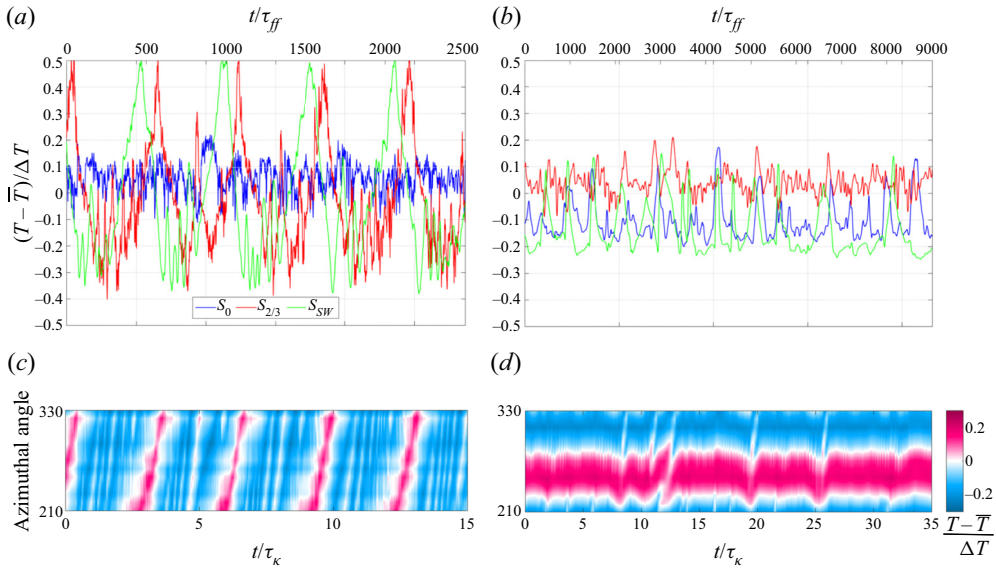 (a)
t/τff
0 500 1000 1500 2000 2500
0.5
0.4
0.3
0.2
0.1
0
–0.1
–0.2
–0.3
–0.4
–0.5
(T – T̅)/ΔT
S0 S2/3 SSW
(b)
t/τff
0 1000 2000 3000 4000 5000 6000 7000 8000 9000
0.5
0.4
0.3
0.2
0.1
0
–0.1
–0.2
–0.3
–0.4
–0.5
(c)
Azimuthal angle
330
210
0 5 10 15
t/τκ
(d)
330
210
0 5 10 15 20 25 30 35
t/τκ
0.2
0
–0.2
T – T̅
ΔT